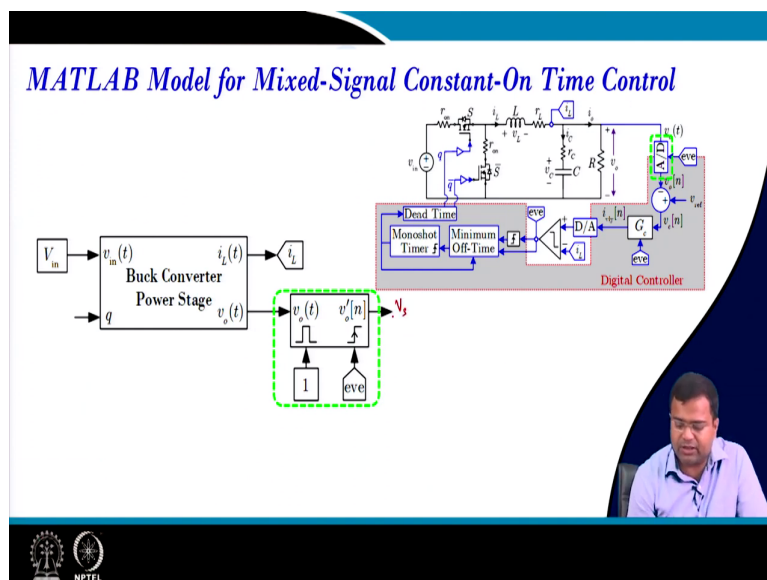 MATLAB Model for Mixed-Signal Constant-On Time Control
r_on S i_L L r_L i_L i_o v_o(t)
+ v_L − i_C
v_in q r_on r_C + v_o −
q̄ S̄ + v_C − C R
A/D eve
v_o[n]
Dead Time eve i_ctr[n] v_ref
Monoshot Timer Minimum Off-Time D/A G_c v_e[n]
i_L eve
Digital Controller
V_in v_in(t) i_L(t) i_L
Buck Converter
Power Stage
q v_o(t) v_o(t) v_o′[n] V_s
1 eve
NPTEL